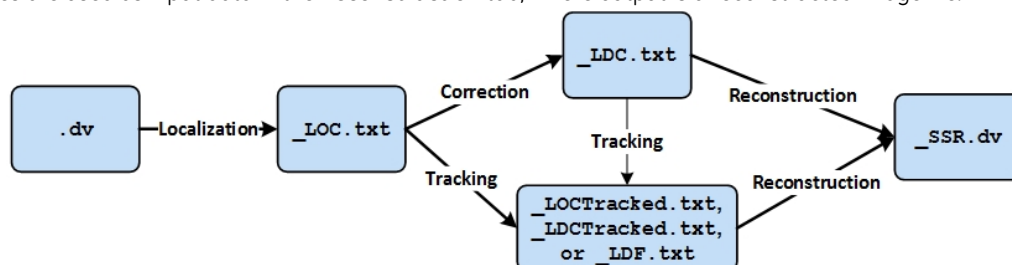 _LDC.txt
Correction
Reconstruction
.dv
Localization
_LOC.txt
Tracking
_SSR.dv
Tracking
Reconstruction
_LOCTracked.txt,
_LDCTracked.txt,
or _LDF.txt